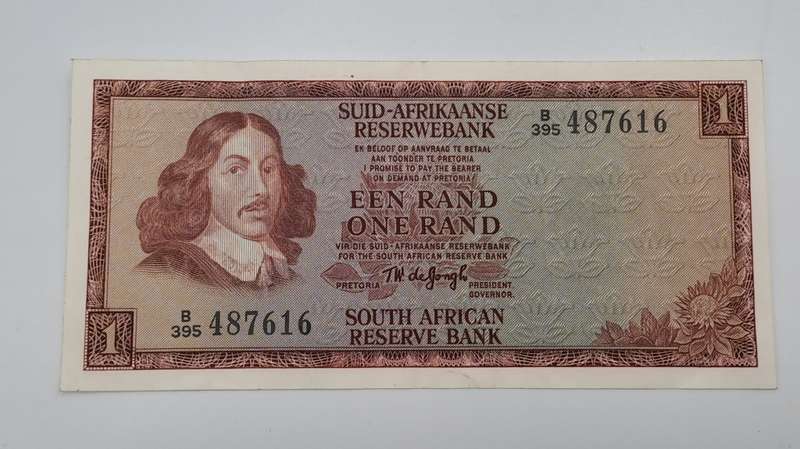 SUID-AFRIKAANSE
RESERWEBANK
B/395 487616
1
EK BELOOF OP AANVRAAG TE BETAAL
AAN TOONDER TE PRETORIA
I PROMISE TO PAY THE BEARER
ON DEMAND AT PRETORIA
EEN RAND
ONE RAND
VIR DIE SUID-AFRIKAANSE RESERWEBANK
FOR THE SOUTH AFRICAN RESERVE BANK
TW. de Jongh
PRETORIA
PRESIDENT.
GOVERNOR.
1
B/395 487616
SOUTH AFRICAN
RESERVE BANK